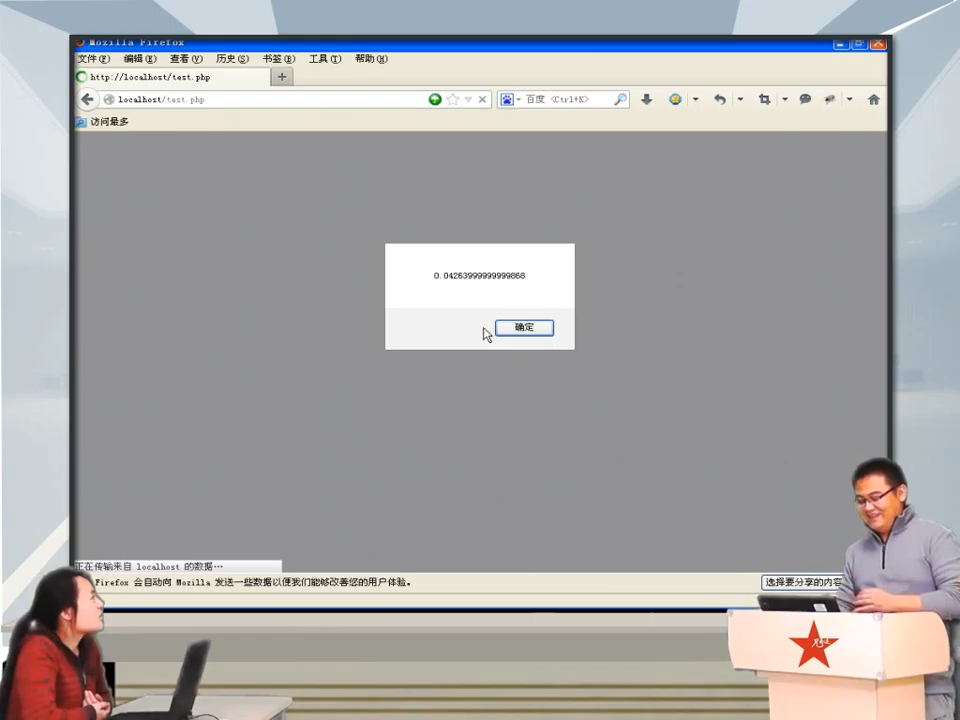 Mozilla Firefox
文件(F) 编辑(E) 查看(V) 历史(S) 书签(B) 工具(T) 帮助(H)
http://localhost/test.php
localhost/test.php
百度 <Ctrl+K>
访问最多
0.04263999999999868
确定
正在传输来自 localhost 的数据…
Firefox 会自动向 Mozilla 发送一些数据以便我们能够改善您的用户体验。
选择要分享的内容